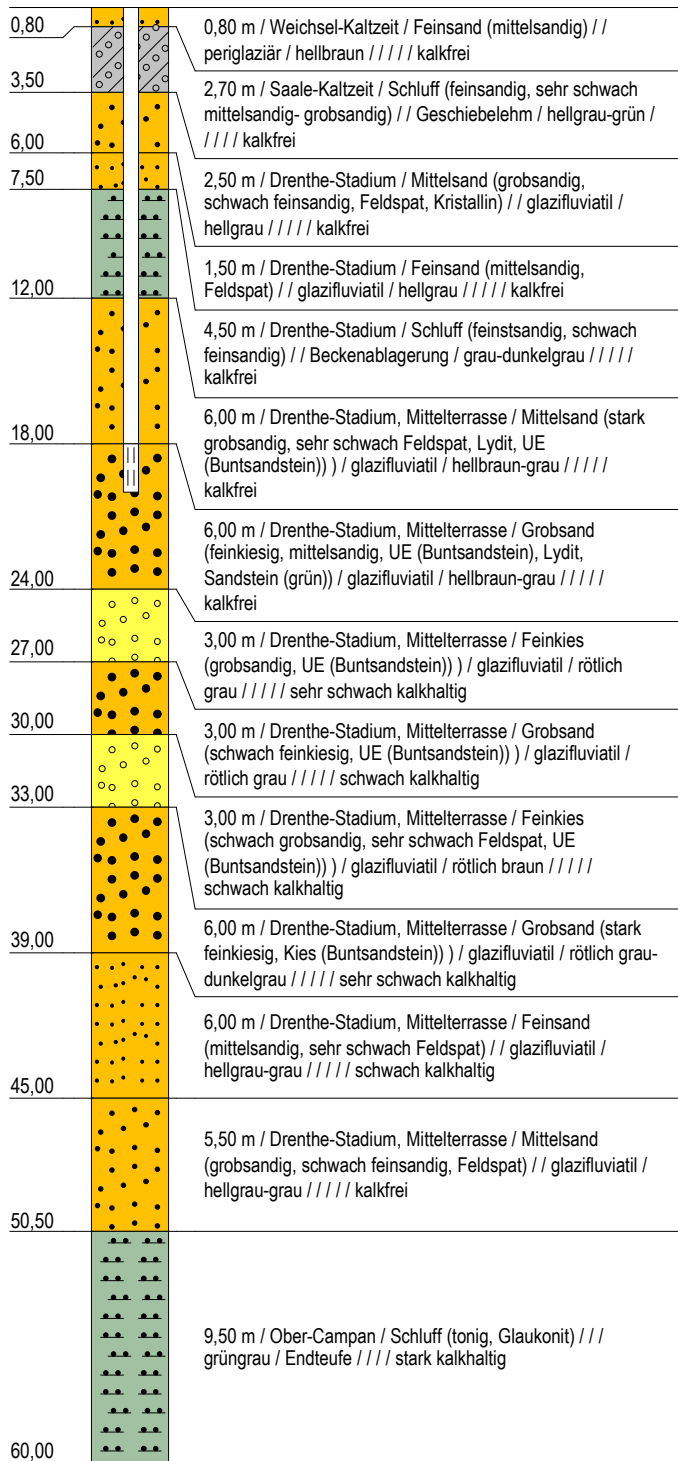 0,80
0,80 m / Weichsel-Kaltzeit / Feinsand (mittelsandig) / /
periglaziär / hellbraun / / / / / kalkfrei
3,50
2,70 m / Saale-Kaltzeit / Schluff (feinsandig, sehr schwach
mittelsandig- grobsandig) / / Geschiebelehm / hellgrau-grün /
/ / / / kalkfrei
6,00
2,50 m / Drenthe-Stadium / Mittelsand (grobsandig,
schwach feinsandig, Feldspat, Kristallin) / / glazifluviatil /
hellgrau / / / / / kalkfrei
7,50
1,50 m / Drenthe-Stadium / Feinsand (mittelsandig,
Feldspat) / / glazifluviatil / hellgrau / / / / / kalkfrei
12,00
4,50 m / Drenthe-Stadium / Schluff (feinstsandig, schwach
feinsandig) / / Beckenablagerung / grau-dunkelgrau / / / / /
kalkfrei
18,00
6,00 m / Drenthe-Stadium, Mittelterrasse / Mittelsand (stark
grobsandig, sehr schwach Feldspat, Lydit, UE
(Buntsandstein)) ) / glazifluviatil / hellbraun-grau / / / / /
kalkfrei
24,00
6,00 m / Drenthe-Stadium, Mittelterrasse / Grobsand
(feinkiesig, mittelsandig, UE (Buntsandstein), Lydit,
Sandstein (grün)) / glazifluviatil / hellbraun-grau / / / / /
kalkfrei
27,00
3,00 m / Drenthe-Stadium, Mittelterrasse / Feinkies
(grobsandig, UE (Buntsandstein)) ) / glazifluviatil / rötlich
grau / / / / / sehr schwach kalkhaltig
30,00
3,00 m / Drenthe-Stadium, Mittelterrasse / Grobsand
(schwach feinkiesig, UE (Buntsandstein)) ) / glazifluviatil /
rötlich grau / / / / / schwach kalkhaltig
33,00
3,00 m / Drenthe-Stadium, Mittelterrasse / Feinkies
(schwach grobsandig, sehr schwach Feldspat, UE
(Buntsandstein)) ) / glazifluviatil / rötlich braun / / / / /
schwach kalkhaltig
39,00
6,00 m / Drenthe-Stadium, Mittelterrasse / Grobsand (stark
feinkiesig, Kies (Buntsandstein)) ) / glazifluviatil / rötlich grau-
dunkelgrau / / / / / sehr schwach kalkhaltig
45,00
6,00 m / Drenthe-Stadium, Mittelterrasse / Feinsand
(mittelsandig, sehr schwach Feldspat) / / glazifluviatil /
hellgrau-grau / / / / / schwach kalkhaltig
50,50
5,50 m / Drenthe-Stadium, Mittelterrasse / Mittelsand
(grobsandig, schwach feinsandig, Feldspat) / / glazifluviatil /
hellgrau-grau / / / / / kalkfrei
60,00
9,50 m / Ober-Campan / Schluff (tonig, Glaukonit) / / /
grüngrau / Endteufe / / / / stark kalkhaltig